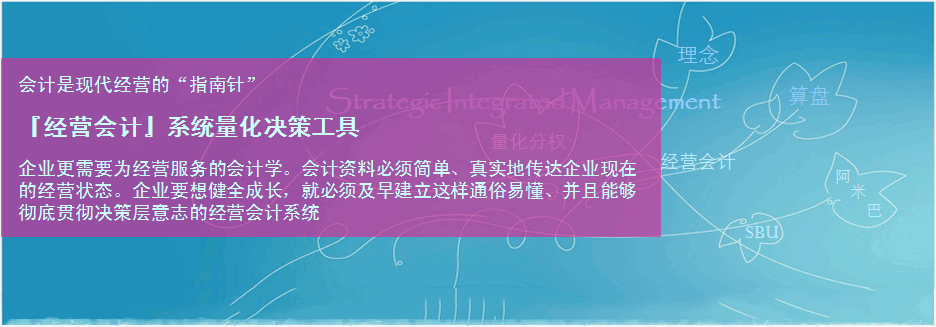 会计是现代经营的“指南针”
『经营会计』系统量化决策工具
企业更需要为经营服务的会计学。会计资料必须简单、真实地传达企业现在
的经营状态。企业要想健全成长，就必须及早建立这样通俗易懂、并且能够
彻底贯彻决策层意志的经营会计系统
理念
算盘
Strategic Integrated Management
量化分权
经营会计
阿
米
巴
SBU